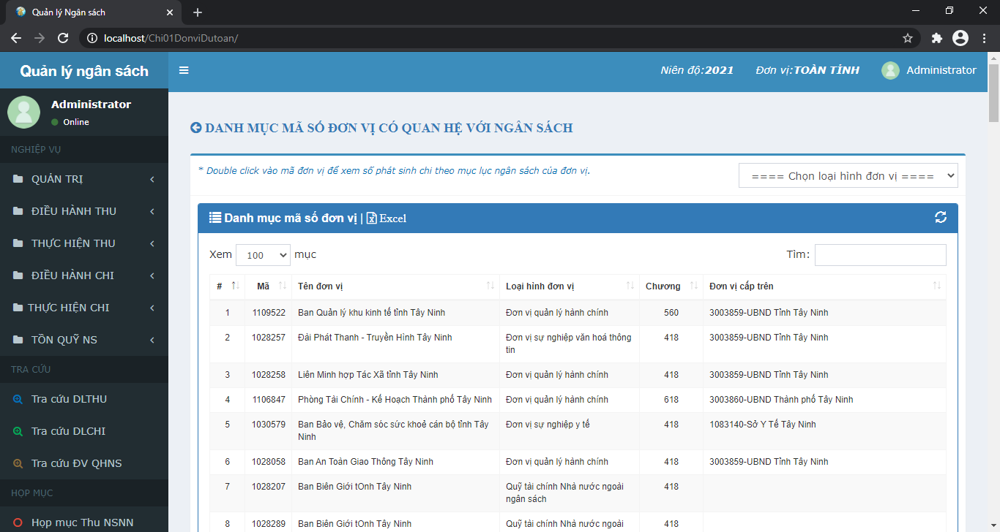 Quản lý Ngân sách
localhost/Chi01DonviDutoan/
Quản lý ngân sách
Niên độ:2021 Đơn vị:TOÀN TỈNH Administrator
Administrator
Online
NGHIỆP VỤ
QUẢN TRỊ
ĐIỀU HÀNH THU
THỰC HIỆN THU
ĐIỀU HÀNH CHI
THỰC HIỆN CHI
TỒN QUỸ NS
TRA CỨU
Tra cứu DLTHU
Tra cứu DLCHI
Tra cứu ĐV QHNS
HỌP MỤC
Họp mục Thu NSNN
DANH MỤC MÃ SỐ ĐƠN VỊ CÓ QUAN HỆ VỚI NGÂN SÁCH
* Double click vào mã đơn vị để xem số phát sinh chi theo mục lục ngân sách của đơn vị.
==== Chọn loại hình đơn vị ====
Danh mục mã số đơn vị | Excel
Xem 100 mục Tìm:
# Mã Tên đơn vị Loại hình đơn vị Chương Đơn vị cấp trên
1 1109522 Ban Quản lý khu kinh tế tỉnh Tây Ninh Đơn vị quản lý hành chính 560 3003859-UBND Tỉnh Tây Ninh
2 1028257 Đài Phát Thanh - Truyền Hình Tây Ninh Đơn vị sự nghiệp văn hoá thông 418 3003859-UBND Tỉnh Tây Ninh
tin
3 1028258 Liên Minh hợp Tác Xã tỉnh Tây Ninh Đơn vị quản lý hành chính 418 3003859-UBND Tỉnh Tây Ninh
4 1106847 Phòng Tài Chính - Kế Hoạch Thành phố Tây Ninh Đơn vị quản lý hành chính 618 3003860-UBND Thành phố Tây Ninh
5 1030579 Ban Bảo vệ, Chăm sóc sức khoẻ cán bộ tỉnh Tây Đơn vị sự nghiệp y tế 418 1083140-Sở Y Tế Tây Ninh
Ninh
6 1028058 Ban An Toàn Giao Thông Tây Ninh Đơn vị quản lý hành chính 418 3003859-UBND Tỉnh Tây Ninh
7 1028207 Ban Biên Giới tOnh Tây Ninh Quỹ tài chính Nhà nước ngoài 418
ngân sách
8 1028289 Ban Biên Giới tOnh Tây Ninh Quỹ tài chính Nhà nước ngoài 418